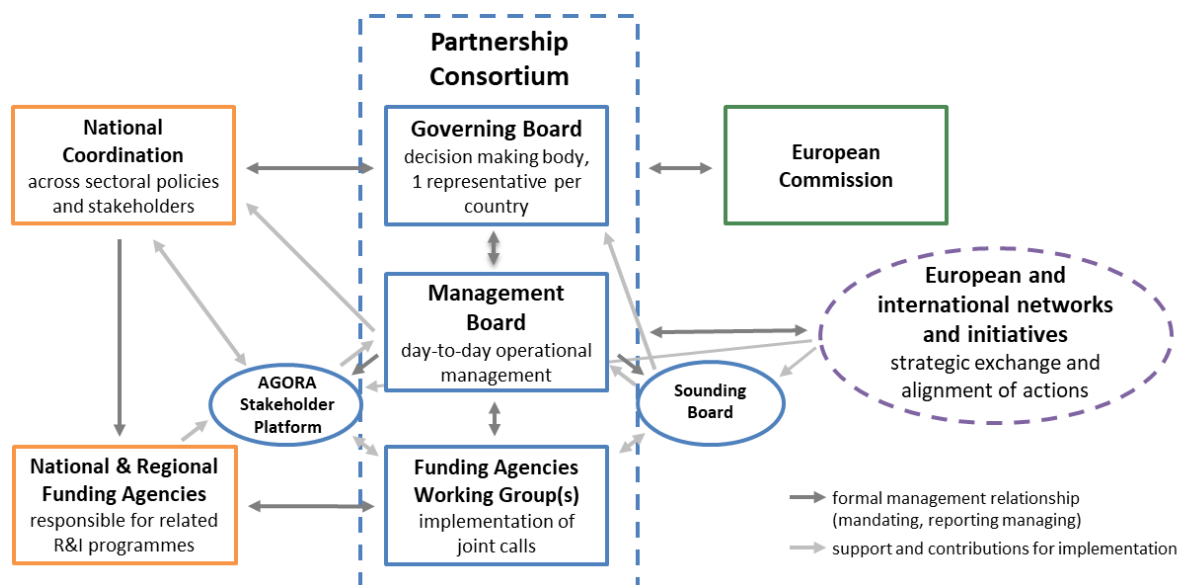 Partnership
Consortium
National
Coordination
across sectoral policies
and stakeholders
Governing Board
decision making body,
1 representative per
country
European
Commission
Management
Board
day-to-day operational
management
European and
international networks
and initiatives
strategic exchange and
alignment of actions
AGORA
Stakeholder
Platform
Sounding
Board
National & Regional
Funding Agencies
responsible for related
R&I programmes
Funding Agencies
Working Group(s)
implementation of
joint calls
formal management relationship
(mandating, reporting managing)
support and contributions for implementation